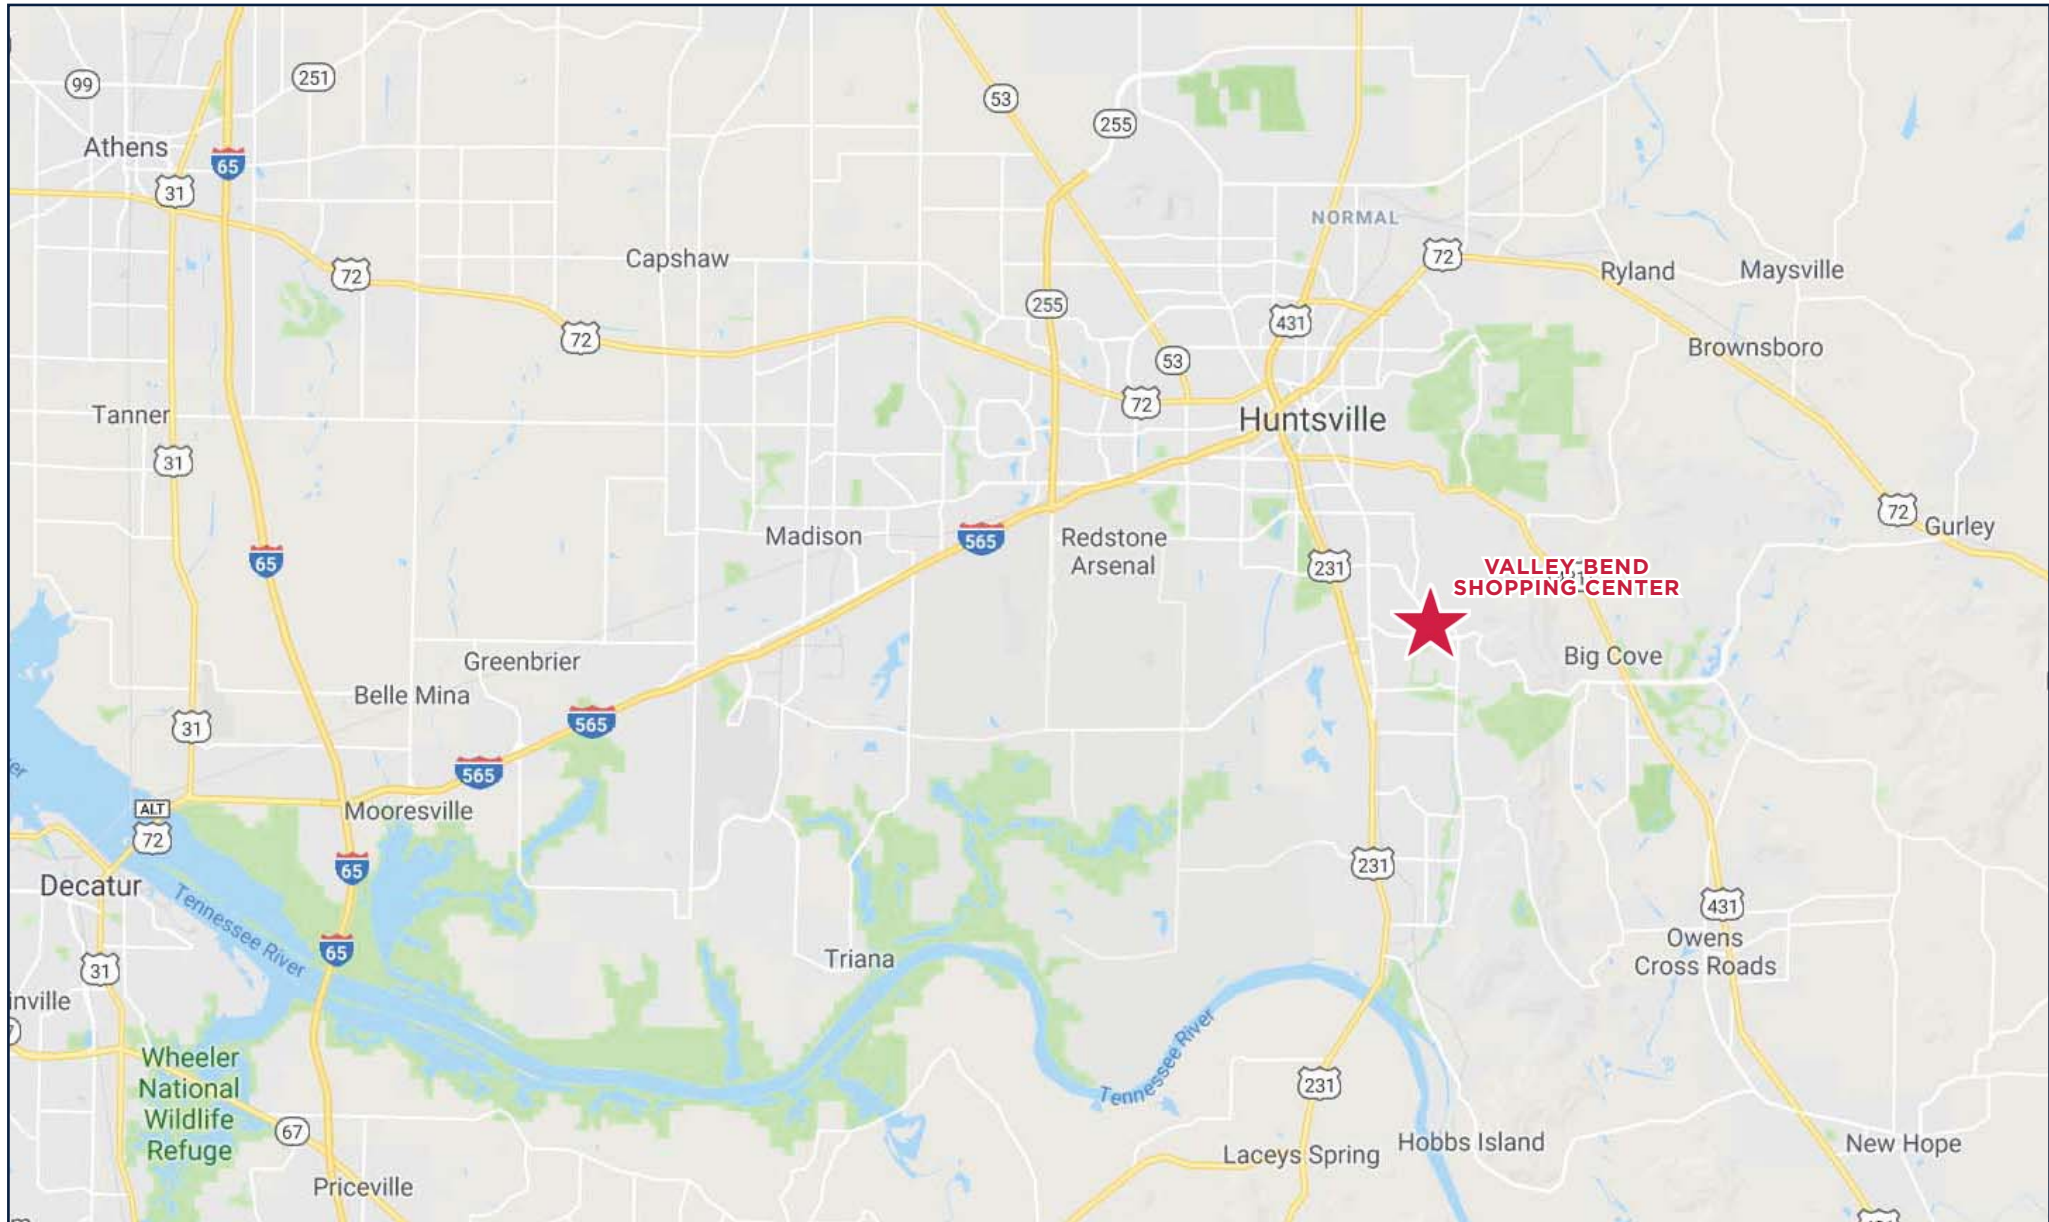 99
251
53
255
Athens
65
31
NORMAL
72
72
Capshaw
Ryland
Maysville
255
431
72
Brownsboro
53
72
Tanner
Huntsville
31
72
Gurley
Madison
565
Redstone
Arsenal
65
231
VALLEY BEND
SHOPPING CENTER
Greenbrier
Big Cove
Belle Mina
31
565
565
ALT
72
Mooresville
65
231
Decatur
Tennessee River
431
Owens
Cross Roads
65
Triana
31
inville
Tennessee River
Wheeler
National
Wildlife
Refuge
231
67
Laceys Spring
Hobbs Island
New Hope
Priceville